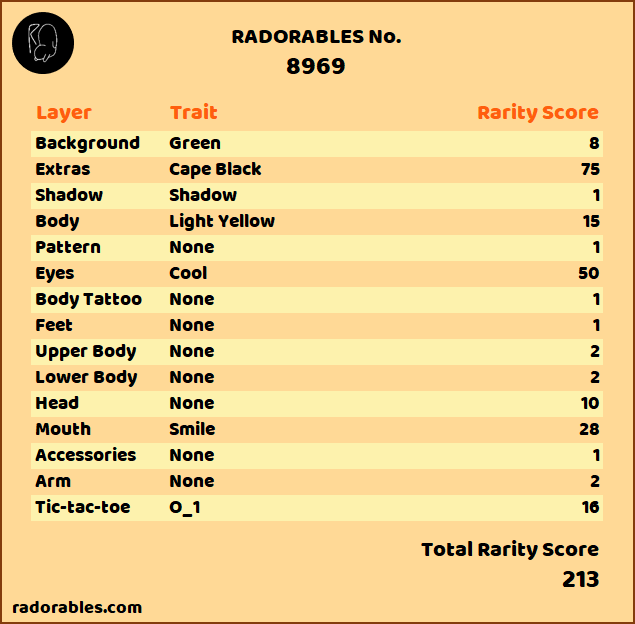 RADORABLES No.
8969
Layer Trait Rarity Score
Background Green 8
Extras Cape Black 75
Shadow Shadow 1
Body Light Yellow 15
Pattern None 1
Eyes Cool 50
Body Tattoo None 1
Feet None 1
Upper Body None 2
Lower Body None 2
Head None 10
Mouth Smile 28
Accessories None 1
Arm None 2
Tic-tac-toe O_1 16
Total Rarity Score
213
radorables.com